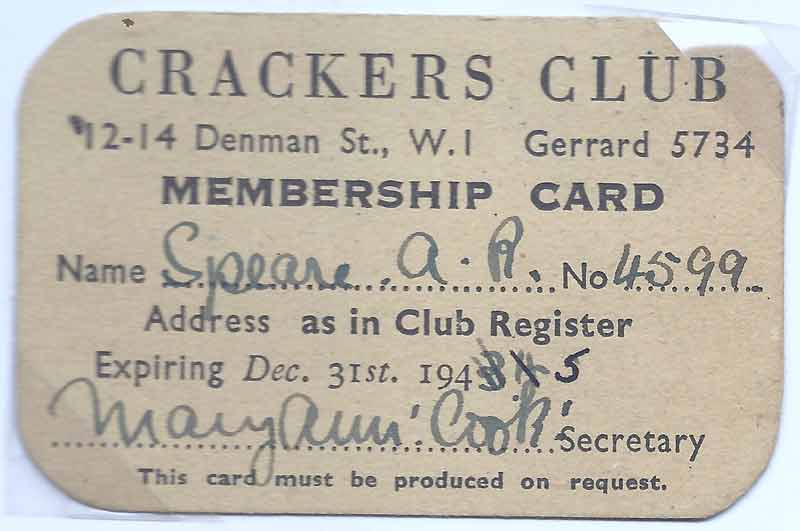 CRACKERS CLUB
12-14 Denman St., W.1 Gerrard 5734
MEMBERSHIP CARD
Name Speare. A. R. No 4599
Address as in Club Register
Expiring Dec. 31st. 194 5
Mary Ann Cook Secretary
This card must be produced on request.